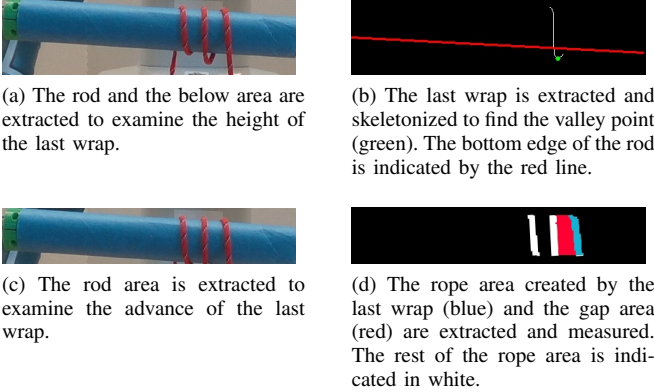 (a) The rod and the below area are
extracted to examine the height of
the last wrap.
(b) The last wrap is extracted and
skeletonized to find the valley point
(green). The bottom edge of the rod
is indicated by the red line.
(c) The rod area is extracted to
examine the advance of the last
wrap.
(d) The rope area created by the
last wrap (blue) and the gap area
(red) are extracted and measured.
The rest of the rope area is indi-
cated in white.